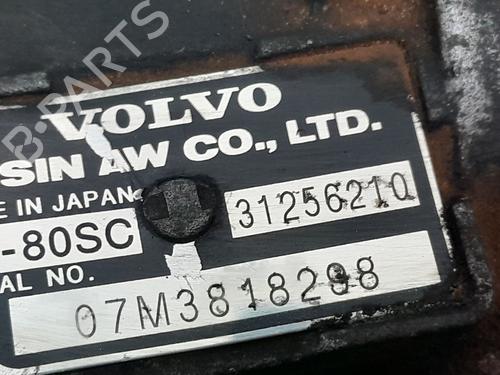 B-PARTS
VOLVO
SIN AW CO., LTD.
E IN JAPAN
-80SC
31256210
AL NO.
07M3818298